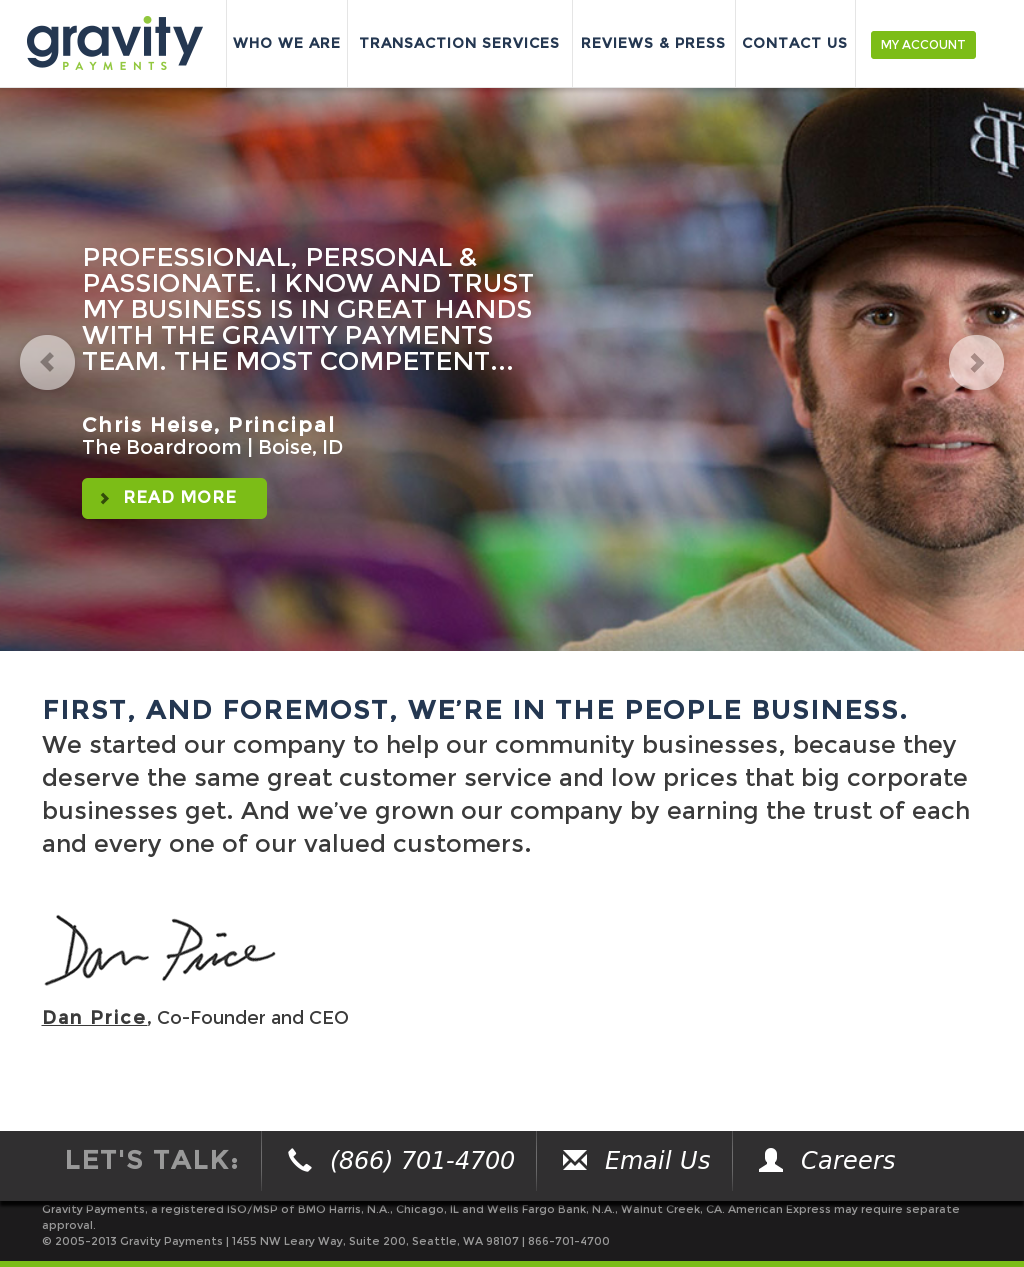 gravity
PAYMENTS
WHO WE ARE
TRANSACTION SERVICES
REVIEWS & PRESS
CONTACT US
MY ACCOUNT
PROFESSIONAL, PERSONAL &
PASSIONATE. I KNOW AND TRUST
MY BUSINESS IS IN GREAT HANDS
WITH THE GRAVITY PAYMENTS
TEAM. THE MOST COMPETENT...
Chris Heise, Principal
The Boardroom | Boise, ID
READ MORE
FIRST, AND FOREMOST, WE’RE IN THE PEOPLE BUSINESS.
We started our company to help our community businesses, because they
deserve the same great customer service and low prices that big corporate
businesses get. And we’ve grown our company by earning the trust of each
and every one of our valued customers.
Dan Price
Dan Price, Co-Founder and CEO
LET'S TALK:
(866) 701-4700
Email Us
Careers
Gravity Payments, a registered ISO/MSP of BMO Harris, N.A., Chicago, IL and Wells Fargo Bank, N.A., Walnut Creek, CA. American Express may require separate
approval.
© 2005-2013 Gravity Payments | 1455 NW Leary Way, Suite 200, Seattle, WA 98107 | 866-701-4700